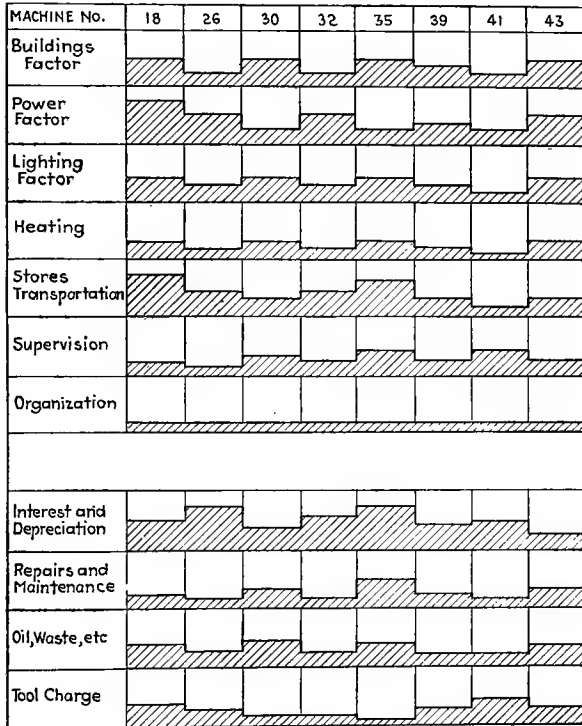 MACHINE NO. 18 26 30 32 35 39 41 43
Buildings
Factor
Power
Factor
Lighting
Factor
Heating
Stores
Transportation
Supervision
Organization
Interest and
Depreciation
Repairs and
Maintenance
Oil, Waste, etc
Tool Charge